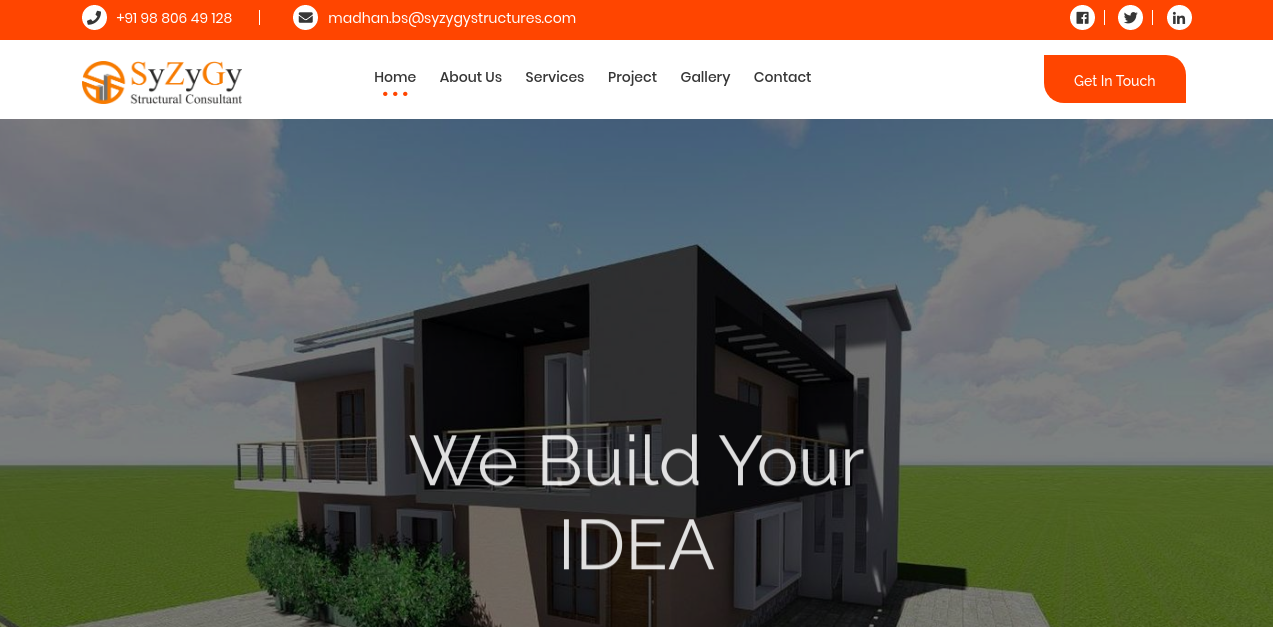 +91 98 806 49 128
madhan.bs@syzygystructures.com
SyZyGy
Structural Consultant
Home
About Us
Services
Project
Gallery
Contact
Get In Touch
We Build Your
IDEA